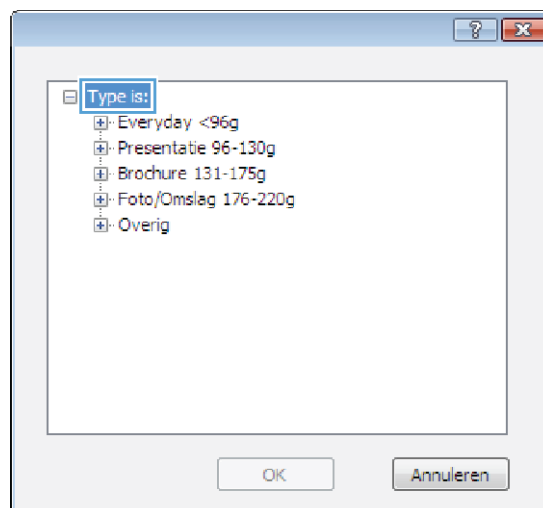 Type is:
Everyday <96g
Presentatie 96-130g
Brochure 131-175g
Foto/Omslag 176-220g
Overig
OK
Annuleren